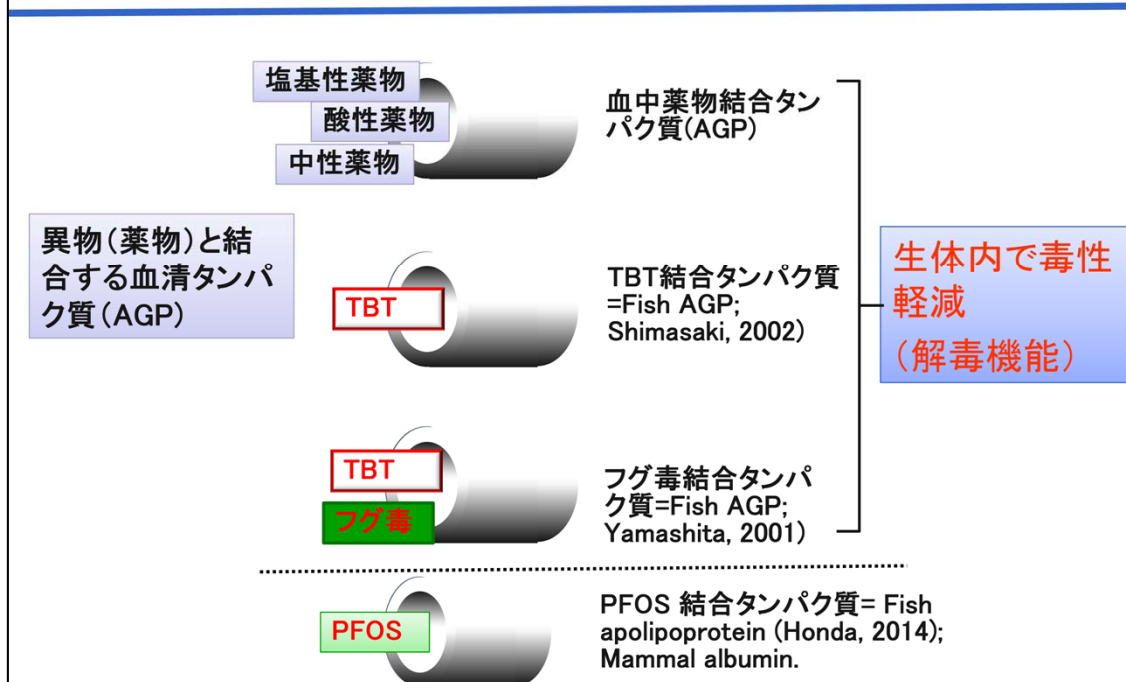 塩基性薬物
酸性薬物
中性薬物
血中薬物結合タン
パク質(AGP)
異物(薬物)と結
合する血清タンパ
ク質(AGP)
TBT
TBT結合タンパク質
=Fish AGP;
Shimasaki, 2002)
生体内で毒性
軽減
(解毒機能)
TBT
フグ毒
フグ毒結合タンパ
ク質=Fish AGP;
Yamashita, 2001)
PFOS
PFOS 結合タンパク質= Fish
apolipoprotein (Honda, 2014);
Mammal albumin.